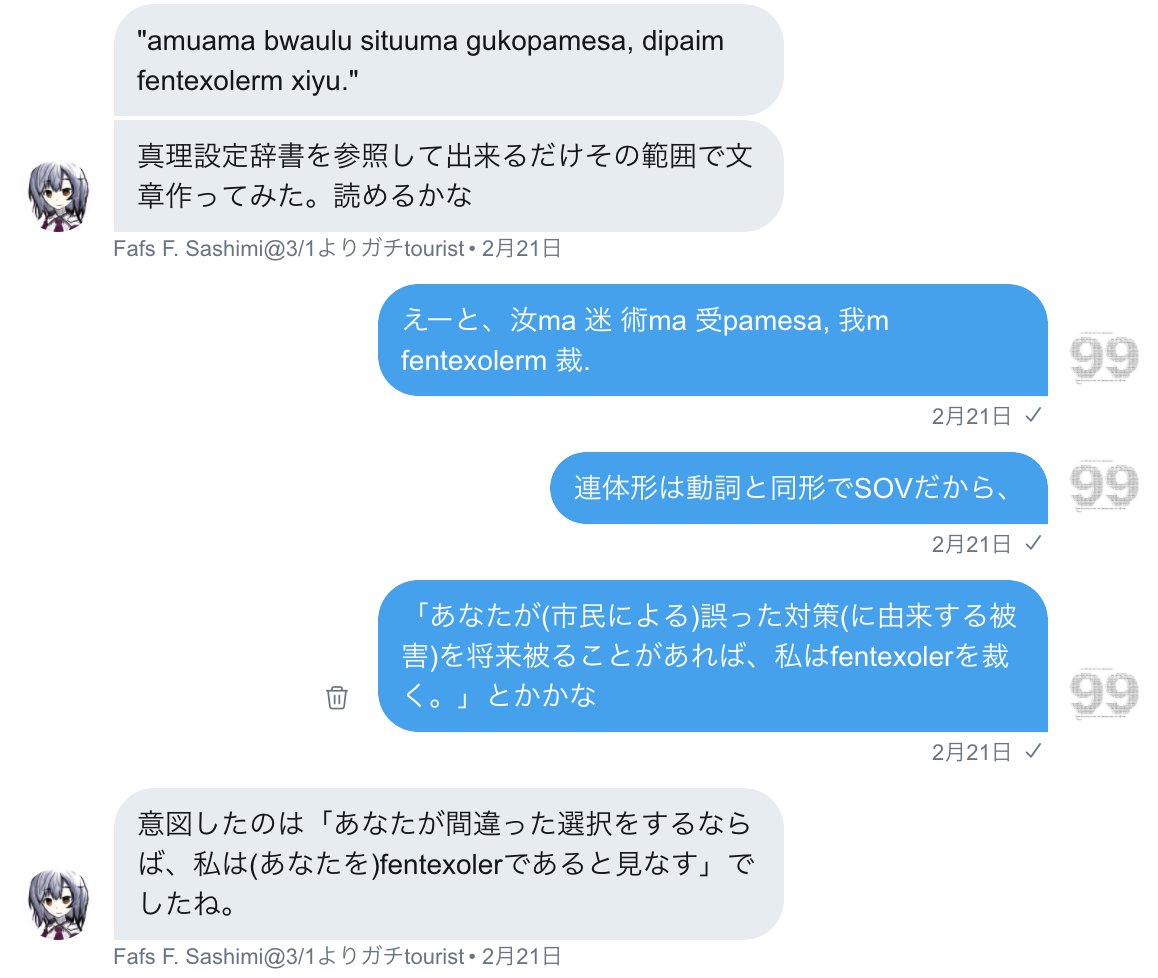 "amuama bwaulu situuma gukopamesa, dipaim
fentexolerm xiyu."
真理設定辞書を参照して出来るだけその範囲で文
章作ってみた。読めるかな
Fafs F. Sashimi@3/1よりガチtourist • 2月21日
えーと、汝ma 迷 術ma 受pamesa, 我m
fentexolerm 裁.
99
2月21日 ✓
連体形は動詞と同形でSOVだから、
99
2月21日 ✓
「あなたが(市民による)誤った対策(に由来する被
害)を将来被ることがあれば、私はfentexolerを裁
く。」とかかな
99
2月21日 ✓
意図したのは「あなたが間違った選択をするなら
ば、私は(あなたを)fentexolerであると見なす」で
したね。
Fafs F. Sashimi@3/1よりガチtourist • 2月21日